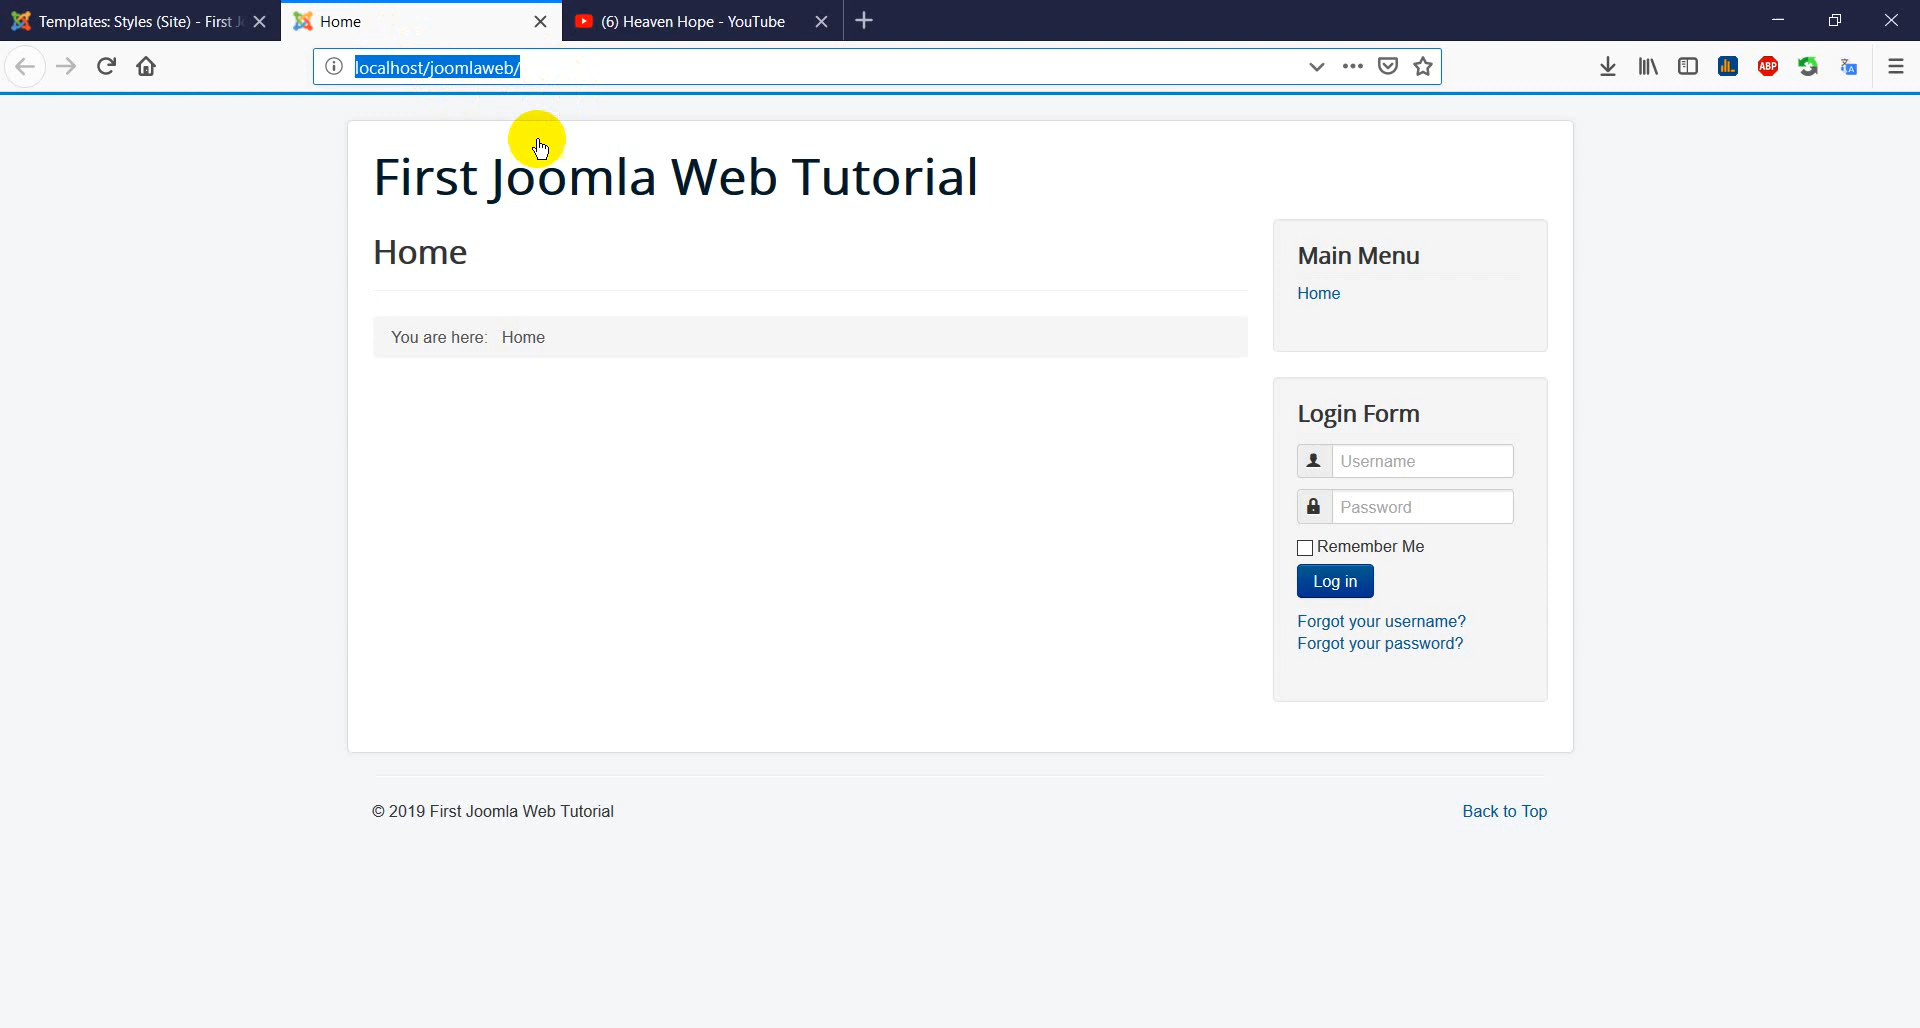 Templates: Styles (Site) - First J
Home
(6) Heaven Hope - YouTube
localhost/joomlaweb/
ABP
First Joomla Web Tutorial
Home
You are here: Home
Main Menu
Home
Login Form
Username
Password
Remember Me
Log in
Forgot your username?
Forgot your password?
© 2019 First Joomla Web Tutorial
Back to Top